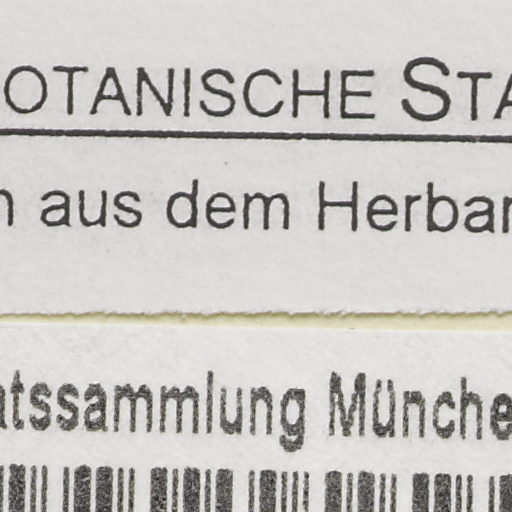 OTANISCHE STA
n aus dem Herbar
atssammlung Münche